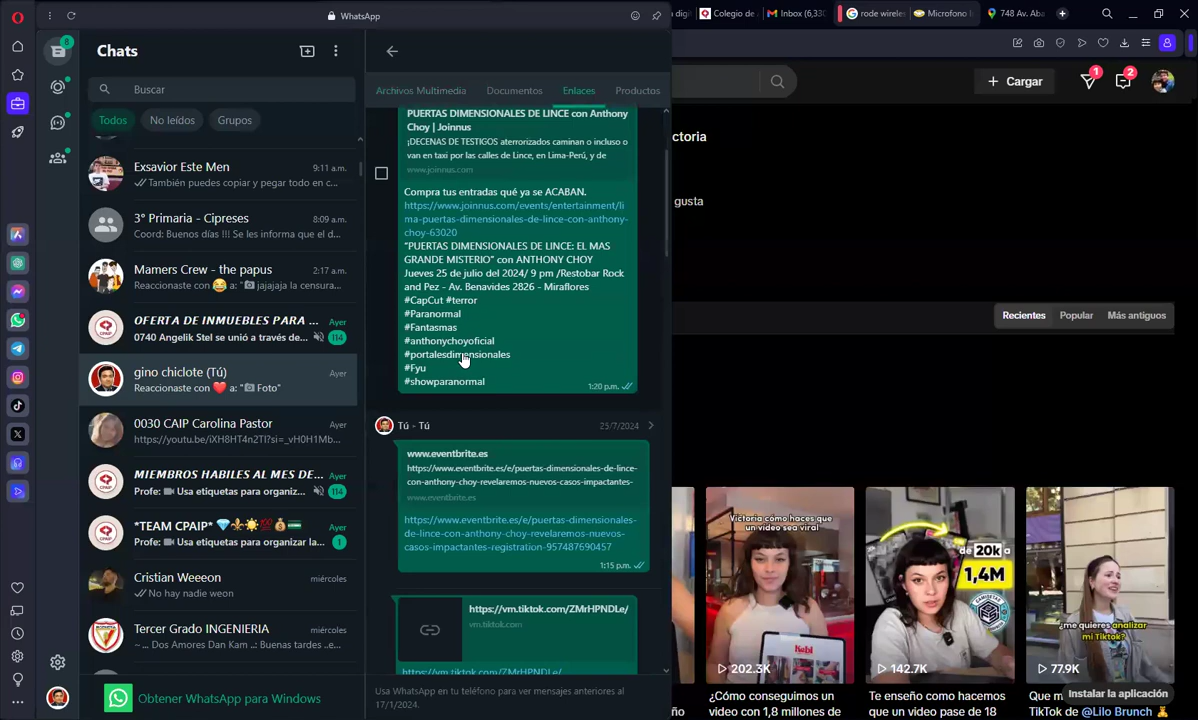 WhatsApp
digit
Colegio de
Inbox (6,33
rode wireles
Microfono I
748 Av. Aba
8
Chats
Buscar
Todos
No leídos
Grupos
Exsavior Este Men
9:11 a.m.
También puedes copiar y pegar todo en c...
3° Primaria - Cipreses
8:09 a.m.
Coord: Buenos días !!! Se les informa que el d...
Mamers Crew - the papus
2:17 a.m.
Reaccionaste con 😂 a: "📷 jajajaja la censura...
OFERTA DE INMUEBLES PARA ...
Ayer
0740 Angelik Stel se unió a través de...
114
gino chiclote (Tú)
Ayer
Reaccionaste con ❤️ a: "📷 Foto"
0030 CAIP Carolina Pastor
Ayer
https://youtu.be/iXH8HT4n2TI?si=_vH0H1Mb...
MIEMBROS HABILES AL MES DE...
Ayer
Profe: Usa etiquetas para organiz...
114
*TEAM CPAIP*
Ayer
Profe: Usa etiquetas para organizar la...
1
Cristian Weeeon
miércoles
No hay nadie weon
Tercer Grado INGENIERIA
miércoles
~ ... Dos Amores Dan Kam ..: Buenas tardes ..e...
Obtener WhatsApp para Windows
Archivos Multimedia
Documentos
Enlaces
Productos
PUERTAS DIMENSIONALES DE LINCE con Anthony
Choy | Joinnus
¡DECENAS DE TESTIGOS aterrorizados caminan o incluso o
van en taxi por las calles de Lince, en Lima-Perú, y de
www.joinnus.com
Compra tus entradas qué ya se ACABAN.
https://www.joinnus.com/events/entertainment/li
ma-puertas-dimensionales-de-lince-con-anthony-
choy-63020
"PUERTAS DIMENSIONALES DE LINCE: EL MAS
GRANDE MISTERIO" con ANTHONY CHOY
Jueves 25 de julio del 2024/ 9 pm /Restobar Rock
and Pez - Av. Benavides 2826 - Miraflores
#CapCut #terror
#Paranormal
#Fantasmas
#anthonychoyoficial
#portalesdimensionales
#Fyu
#showparanormal
1:20 p.m.
Tú • Tú
25/7/2024
www.eventbrite.es
https://www.eventbrite.es/e/puertas-dimensionales-de-lince-
con-anthony-choy-revelaremos-nuevos-casos-impactantes-
www.eventbrite.es
https://www.eventbrite.es/e/puertas-dimensionales-
de-lince-con-anthony-choy-revelaremos-nuevos-
casos-impactantes-registration-957487690457
1:15 p.m.
https://vm.tiktok.com/ZMrHPNDLe/
vm.tiktok.com
https://vm.tiktok.com/ZMrHPNDLe/
Usa WhatsApp en tu teléfono para ver mensajes anteriores al
17/1/2024.
Cargar
1
2
ictoria
gusta
Recientes
Popular
Más antiguos
Victoria cómo haces que
un video sea viral
202.3K
¿Cómo conseguimos un
video con 1,8 millones de
de 20k a
1,4M
142.7K
Te enseño como hacemos
que un video pase de 18
¿me quieres analizar
mi Tiktok?
77.9K
Que m
TikTok de @Lilo Brunch
Instalar la aplicación